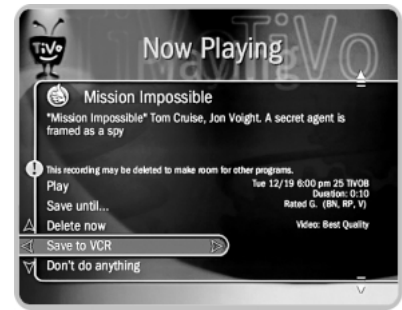 TiVo
Now Playing
Mission Impossible
"Mission Impossible" Tom Cruise, Jon Voight. A secret agent is
framed as a spy
This recording may be deleted to make room for other programs.
Play
Tue 12/19 6:00 pm 25 TIVOB
Duration: 0:10
Save until...
Rated G. (BN, RP, V)
Delete now
Video: Best Quality
Save to VCR
Don't do anything